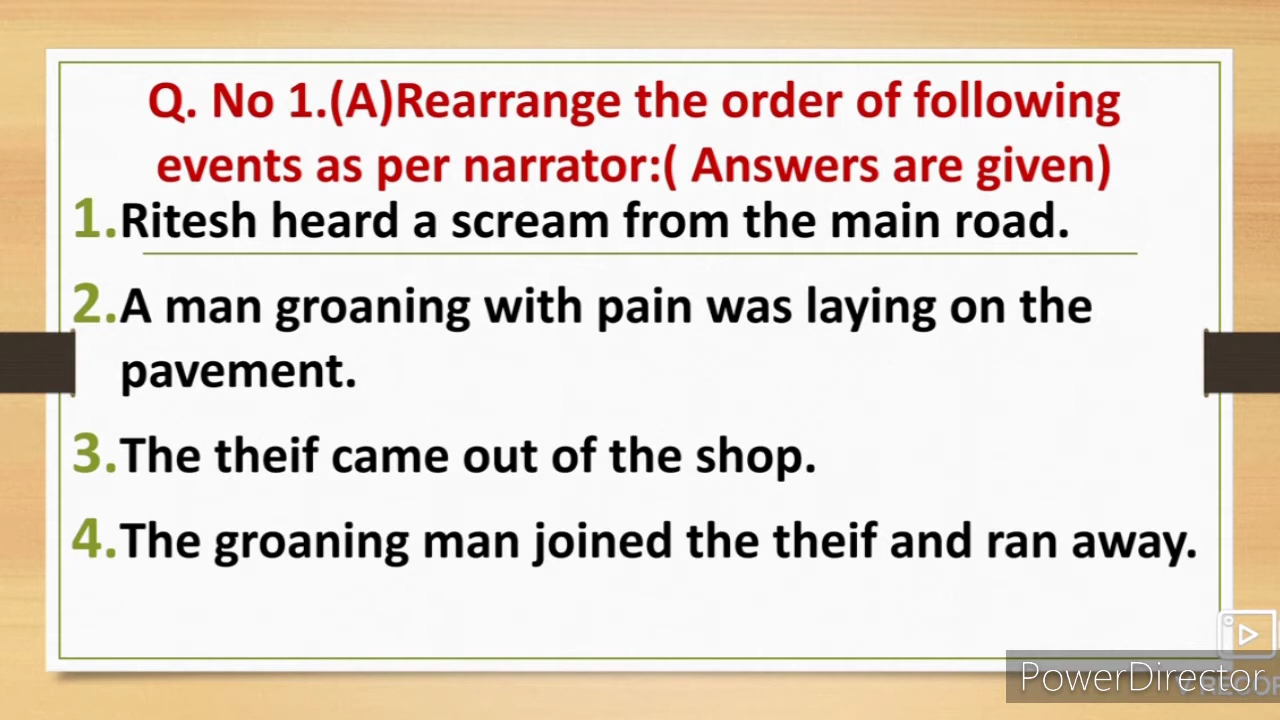 Q. No 1.(A)Rearrange the order of following
events as per narrator:( Answers are given)
1.Ritesh heard a scream from the main road.
2.A man groaning with pain was laying on the
pavement.
3.The theif came out of the shop.
4.The groaning man joined the theif and ran away.
PowerDirector